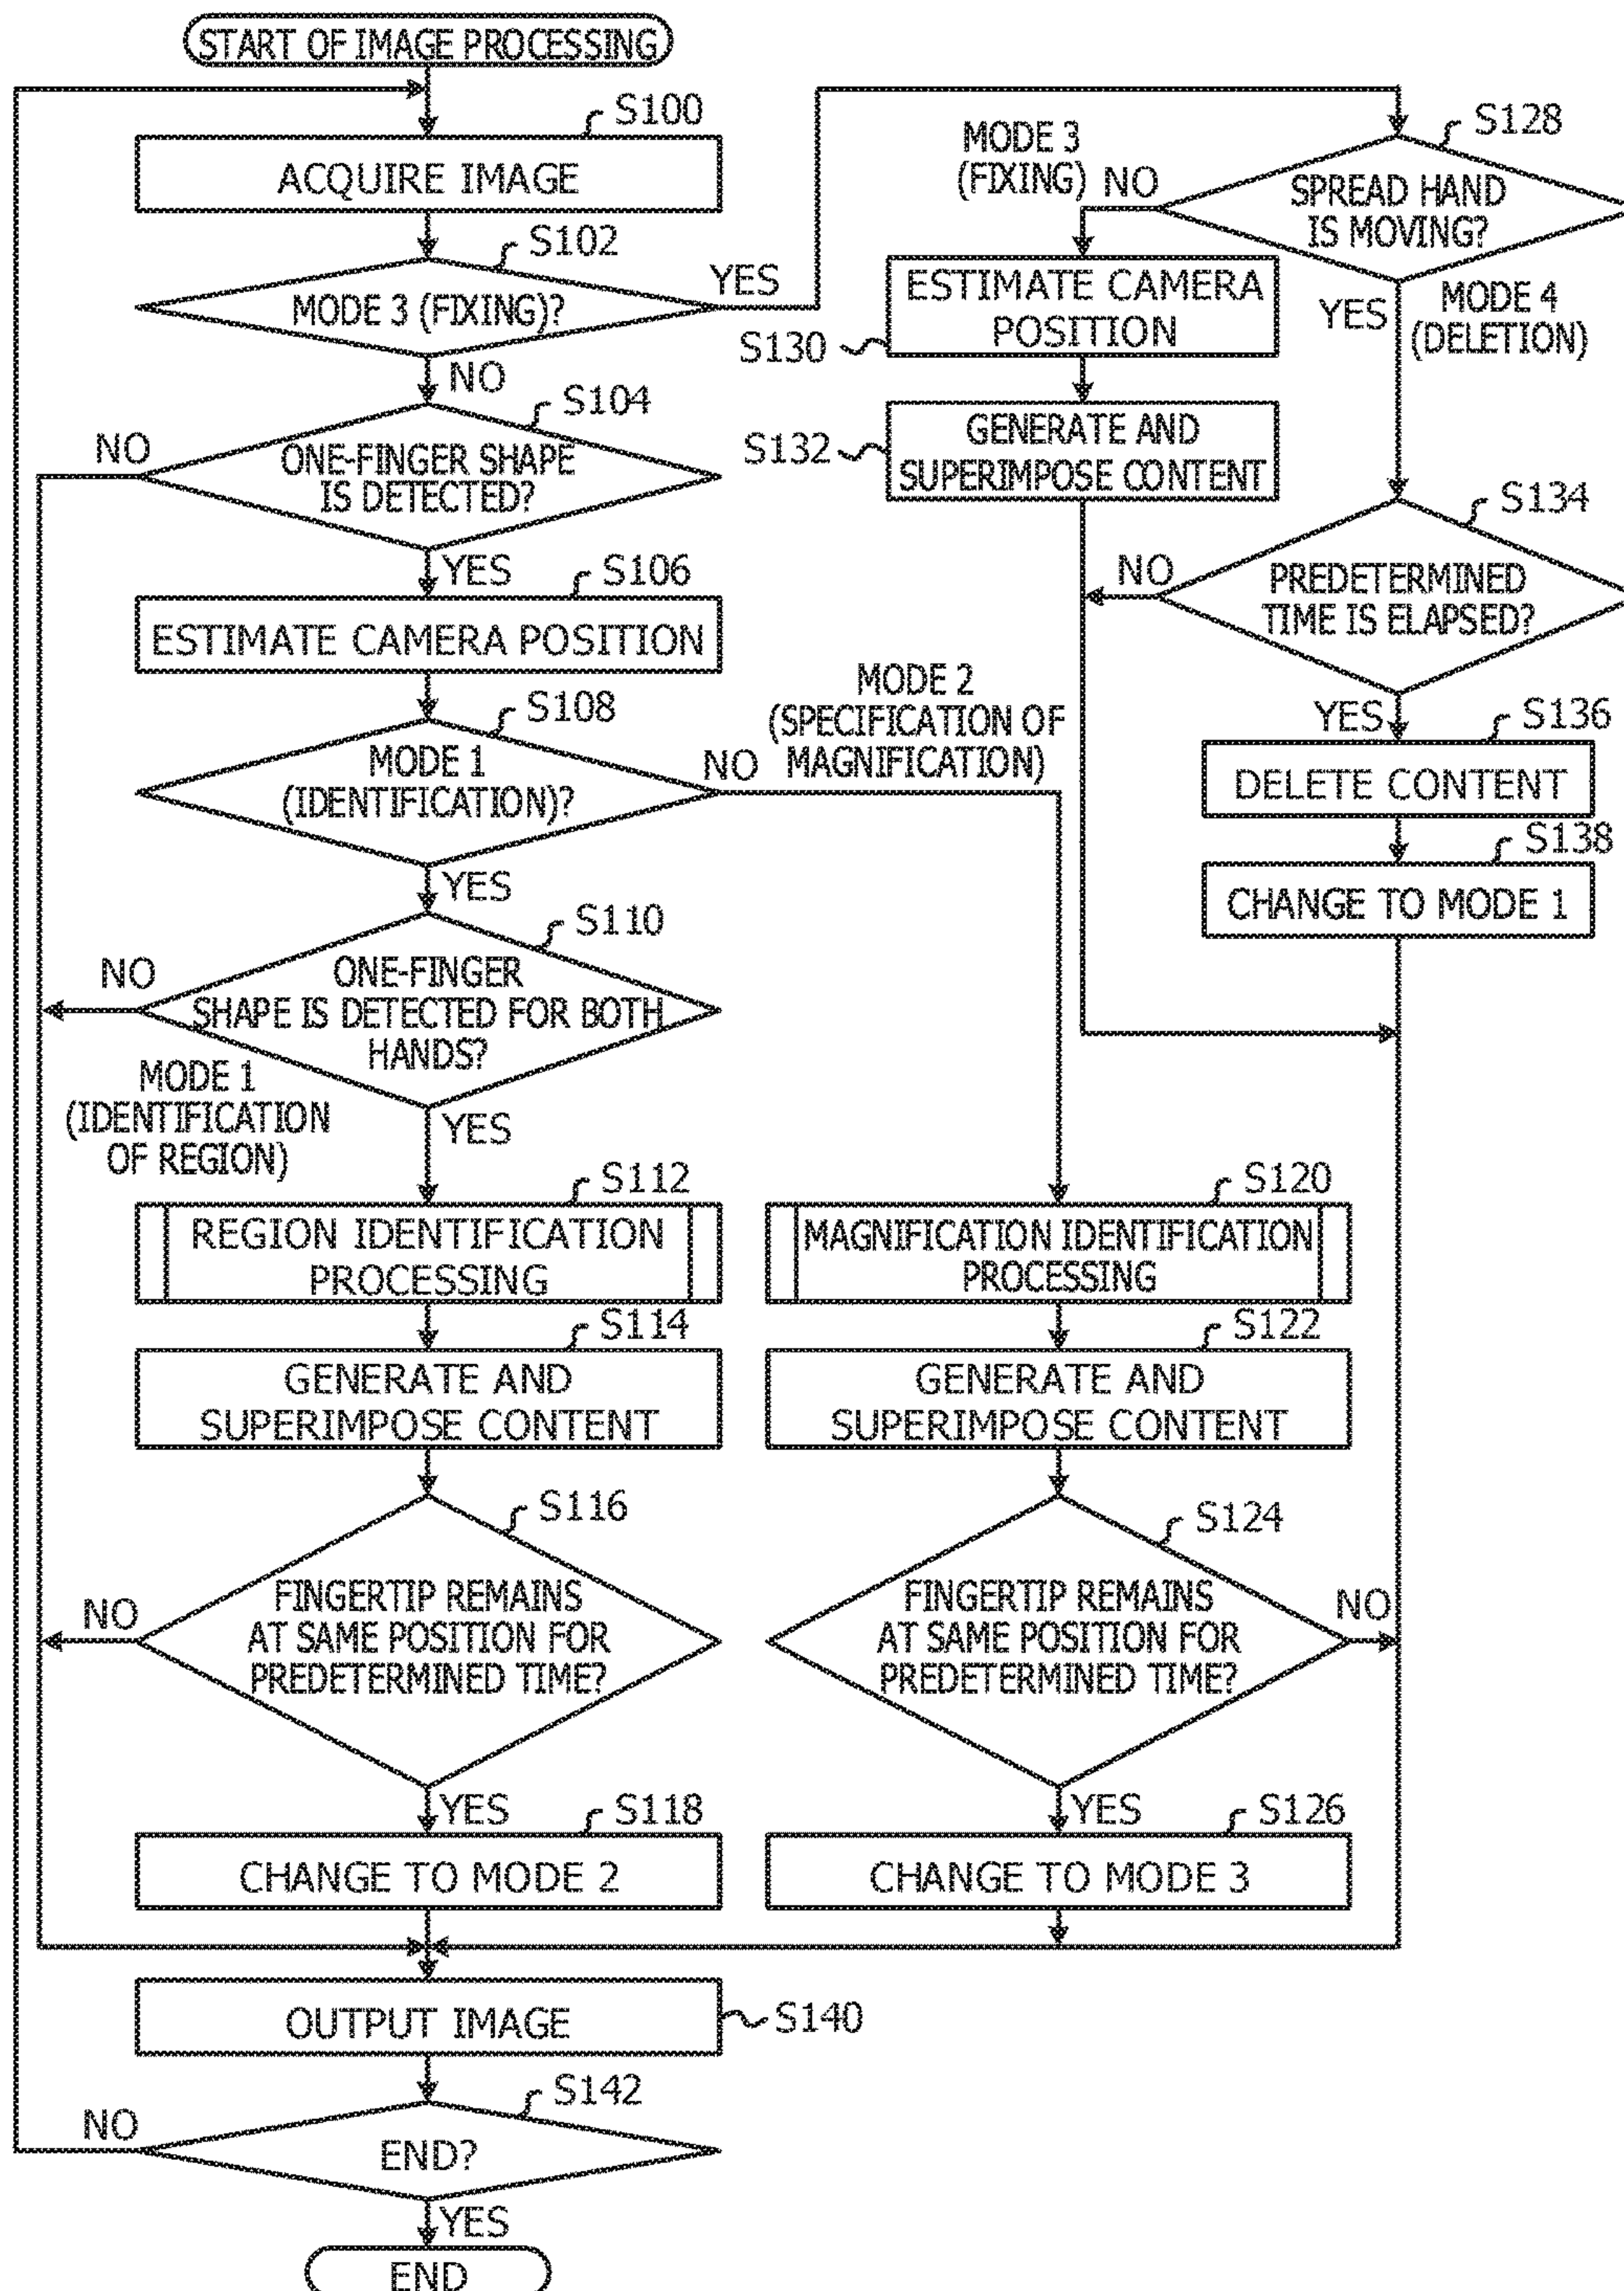 START OF IMAGE PROCESSING
S100
ACQUIRE IMAGE
S102
MODE 3 (FIXING)?
YES
NO
S104
NO
ONE-FINGER SHAPE
IS DETECTED?
YES
S106
ESTIMATE CAMERA POSITION
S108
MODE 1
(IDENTIFICATION)?
NO
MODE 2
(SPECIFICATION OF
MAGNIFICATION)
YES
S110
NO
ONE-FINGER
SHAPE IS DETECTED FOR BOTH
HANDS?
MODE 1
(IDENTIFICATION
OF REGION)
YES
S112
REGION IDENTIFICATION
PROCESSING
S114
GENERATE AND
SUPERIMPOSE CONTENT
S116
NO
FINGERTIP REMAINS
AT SAME POSITION FOR
PREDETERMINED TIME?
YES
S118
CHANGE TO MODE 2
S120
MAGNIFICATION IDENTIFICATION
PROCESSING
S122
GENERATE AND
SUPERIMPOSE CONTENT
S124
FINGERTIP REMAINS
AT SAME POSITION FOR
PREDETERMINED TIME?
NO
YES
S126
CHANGE TO MODE 3
S128
SPREAD HAND
IS MOVING?
MODE 3
(FIXING)
NO
ESTIMATE CAMERA
POSITION
S130
GENERATE AND
SUPERIMPOSE CONTENT
S132
YES
MODE 4
(DELETION)
S134
NO
PREDETERMINED
TIME IS ELAPSED?
YES
S136
DELETE CONTENT
S138
CHANGE TO MODE 1
OUTPUT IMAGE
S140
S142
NO
END?
YES
END